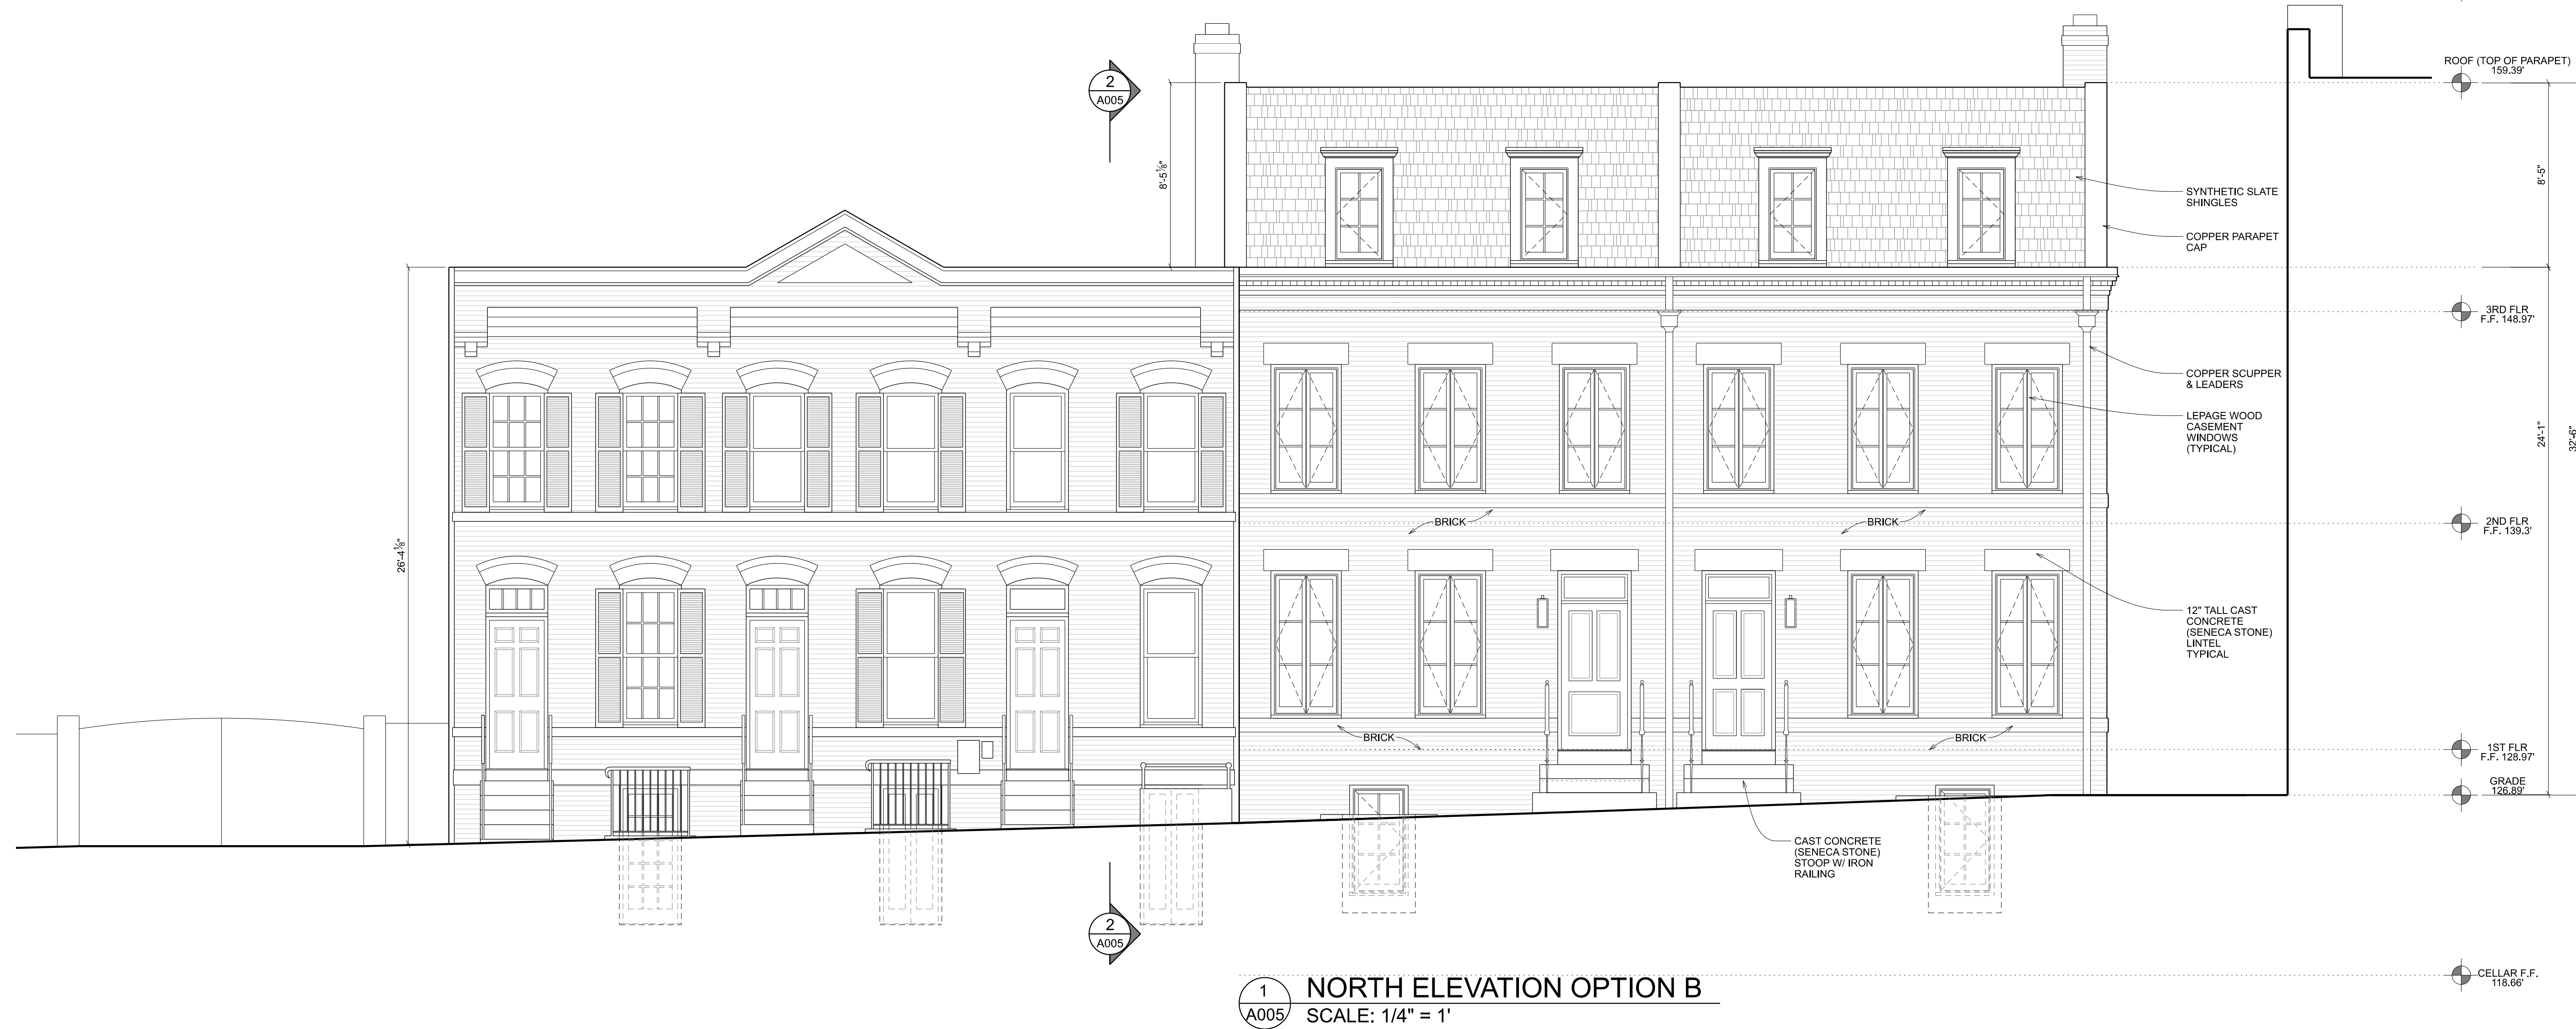 2
A005
ROOF (TOP OF PARAPET)
159.39'
8'-5⅛"
8'-5"
SYNTHETIC SLATE
SHINGLES
COPPER PARAPET
CAP
3RD FLR
F.F. 148.97'
COPPER SCUPPER
& LEADERS
LEPAGE WOOD
CASEMENT
WINDOWS
(TYPICAL)
24'-1"
32'-6"
2ND FLR
F.F. 139.3'
BRICK
BRICK
26'-4⅛"
12" TALL CAST
CONCRETE
(SENECA STONE)
LINTEL
TYPICAL
BRICK
BRICK
1ST FLR
F.F. 128.97'
GRADE
126.89'
CAST CONCRETE
(SENECA STONE)
STOOP W/ IRON
RAILING
2
A005
CELLAR F.F.
118.66'
1
A005
NORTH ELEVATION OPTION B
SCALE: 1/4" = 1'